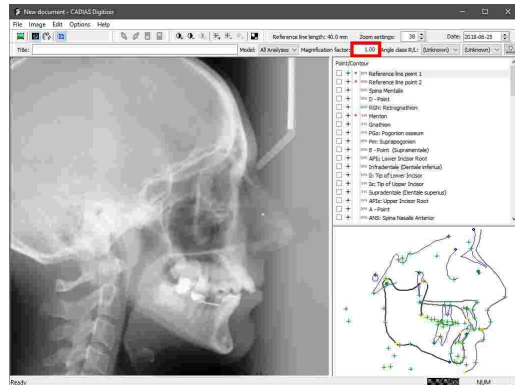 New document - CADIAS Digitizer
File Image Edit Options Help
Reference line length: 40.0 mm Zoom settings: 38 Date: 2018-06-25
Title: Model: All Analyses Magnification factor: 1.00 Angle class R/L: (Unknown) (Unknown)
Point/Contour
Reference line point 1
Reference line point 2
Spina Mentalis
D - Point
RGN: Retrognathion
Menton
Gnathion
PGo: Pogonion osseum
Pm: Suprapogonion
B - Point (Supramentale)
APIi: Lower Incisor Root
Infradentale (Dentale inferius)
Ii: Tip of Lower Incisor
Is: Tip of Upper Incisor
Supradentale (Dentale superius)
APIs: Upper Incisor Root
A - Point
ANS: Spina Nasalis Anterior
Ready NUM